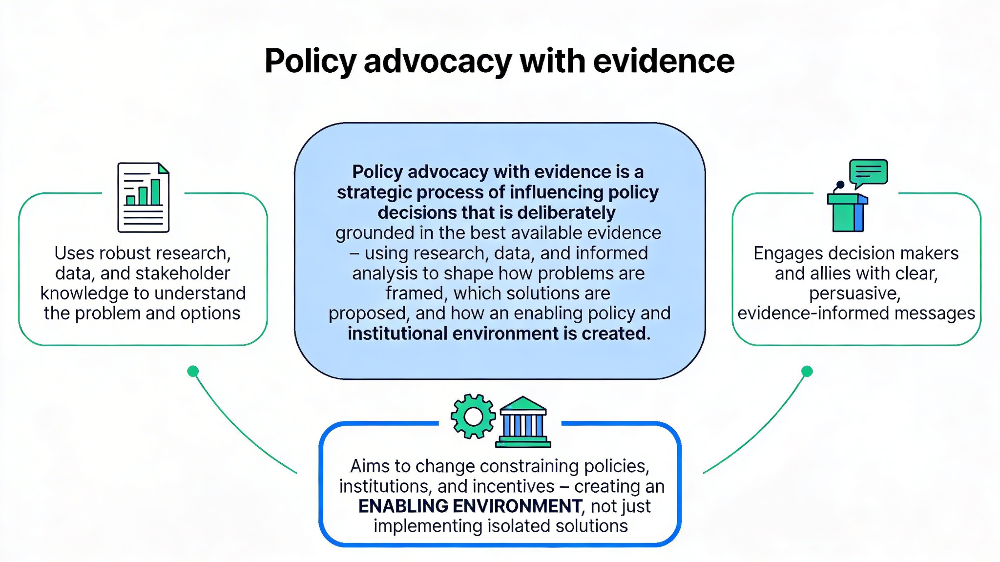 Policy advocacy with evidence
Policy advocacy with evidence is a
strategic process of influencing policy
decisions that is deliberately
grounded in the best available evidence
– using research, data, and informed
analysis to shape how problems are
framed, which solutions are
proposed, and how an enabling policy and
institutional environment is created.
Uses robust research,
data, and stakeholder
knowledge to understand
the problem and options
Engages decision makers
and allies with clear,
persuasive,
evidence-informed messages
Aims to change constraining policies,
institutions, and incentives – creating an
ENABLING ENVIRONMENT, not just
implementing isolated solutions